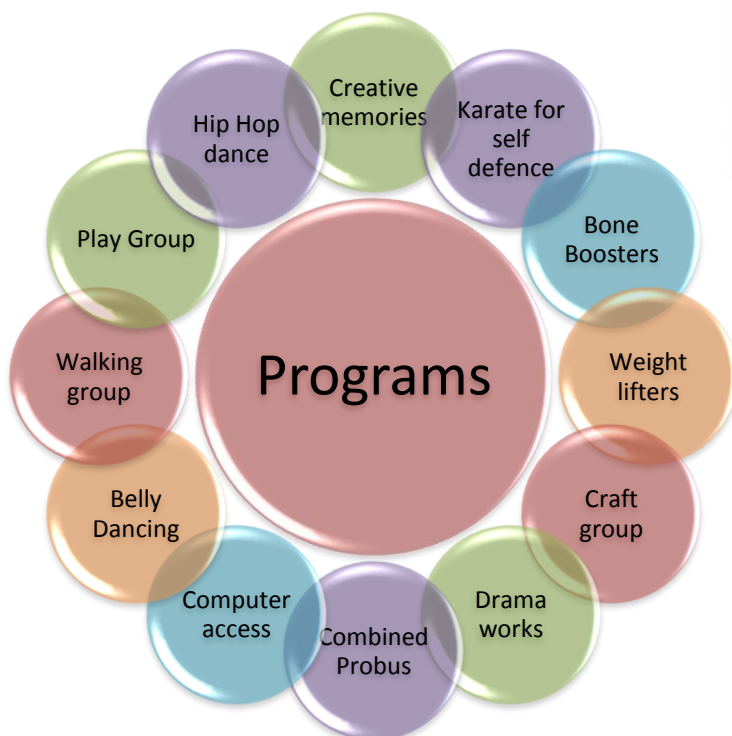 Creative
memories
Karate for
self
defence
Bone
Boosters
Weight
lifters
Craft
group
Drama
works
Combined
Probus
Computer
access
Belly
Dancing
Walking
group
Play Group
Hip Hop
dance
Programs